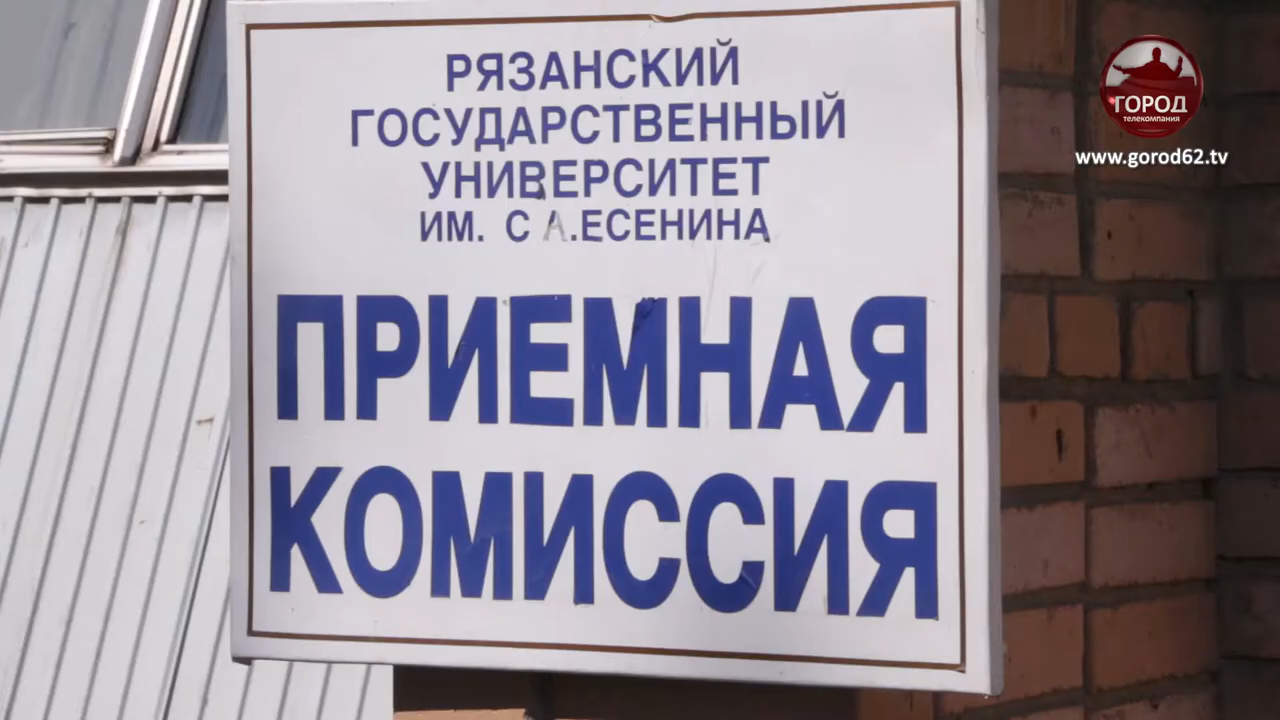 РЯЗАНСКИЙ
ГОСУДАРСТВЕННЫЙ
УНИВЕРСИТЕТ
ИМ. С А.ЕСЕНИНА
ПРИЕМНАЯ
КОМИССИЯ
ГОРОД
телекомпания
www.gorod62.tv